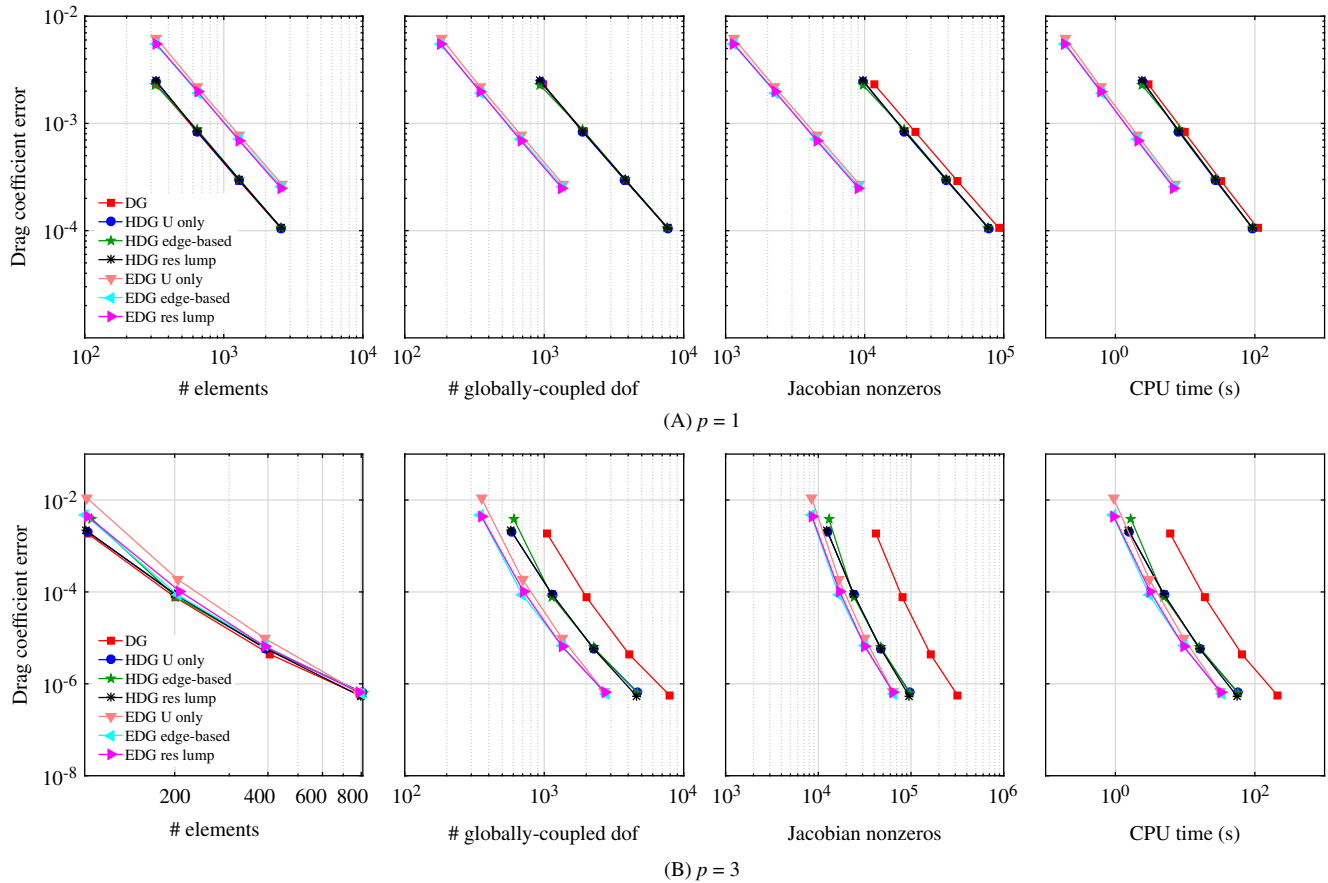 10^-2
10^-3
10^-4
Drag coefficient error
DG
HDG U only
HDG edge-based
HDG res lump
EDG U only
EDG edge-based
EDG res lump
10^2 10^3 10^4
# elements
10^2 10^3 10^4
# globally-coupled dof
10^3 10^4 10^5
Jacobian nonzeros
10^0 10^2
CPU time (s)
(A) p = 1
10^-2
10^-4
10^-6
10^-8
Drag coefficient error
DG
HDG U only
HDG edge-based
HDG res lump
EDG U only
EDG edge-based
EDG res lump
200 400 600 800
# elements
10^2 10^3 10^4
# globally-coupled dof
10^3 10^4 10^5 10^6
Jacobian nonzeros
10^0 10^2
CPU time (s)
(B) p = 3